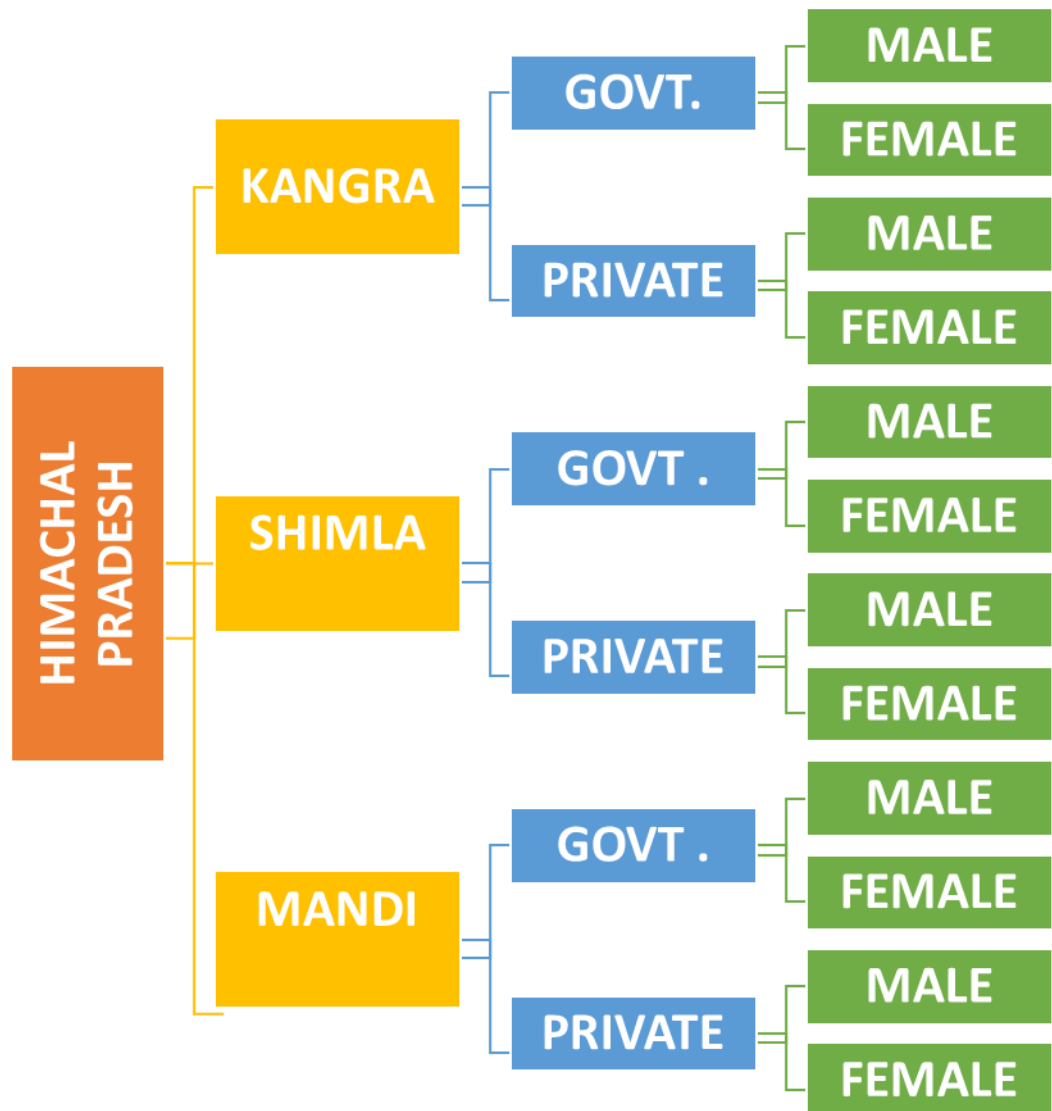 HIMACHAL
PRADESH
KANGRA
GOVT.
MALE
FEMALE
PRIVATE
MALE
FEMALE
SHIMLA
GOVT .
MALE
FEMALE
PRIVATE
MALE
FEMALE
MANDI
GOVT .
MALE
FEMALE
PRIVATE
MALE
FEMALE